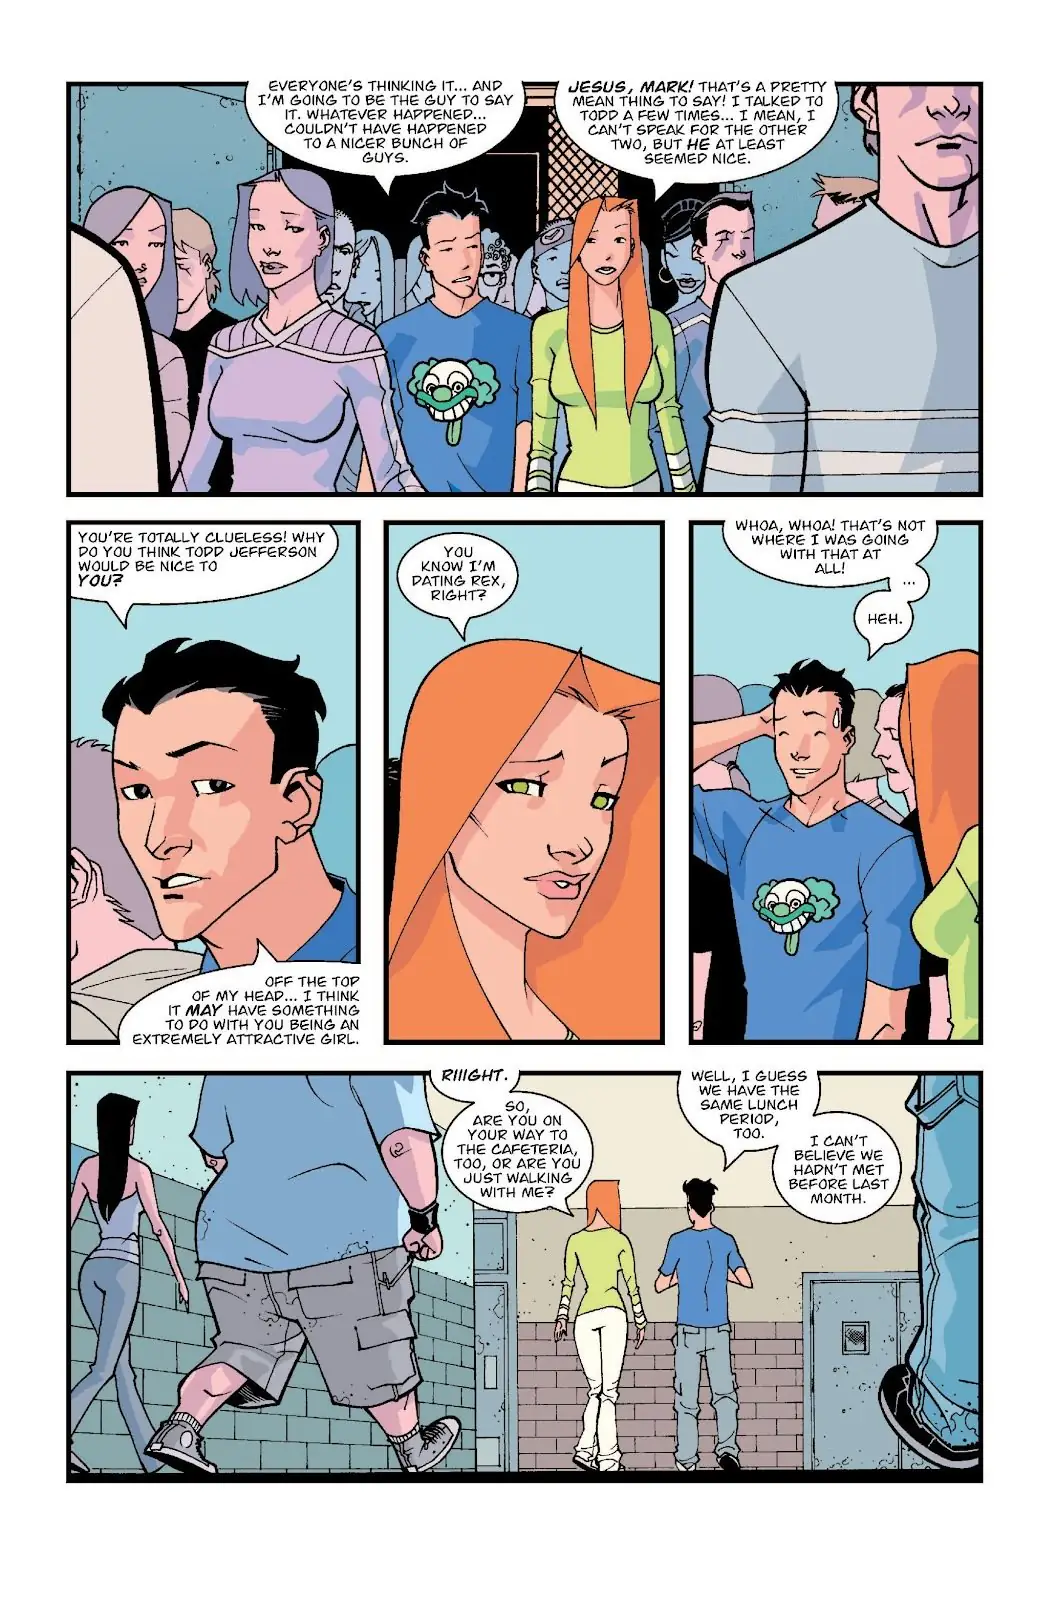 EVERYONE'S THINKING IT... AND
I'M GOING TO BE THE GUY TO SAY
IT. WHATEVER HAPPENED...
COULDN'T HAVE HAPPENED
TO A NICER BUNCH OF
GUYS.
JESUS, MARK! THAT'S A PRETTY
MEAN THING TO SAY! I TALKED TO
TODD A FEW TIMES... I MEAN, I
CAN'T SPEAK FOR THE OTHER
TWO, BUT HE AT LEAST
SEEMED NICE.
YOU'RE TOTALLY CLUELESS! WHY
DO YOU THINK TODD JEFFERSON
WOULD BE NICE TO
YOU?
OFF THE TOP
OF MY HEAD... I THINK
IT MAY HAVE SOMETHING
TO DO WITH YOU BEING AN
EXTREMELY ATTRACTIVE GIRL.
YOU
KNOW I'M
DATING REX,
RIGHT?
WHOA, WHOA! THAT'S NOT
WHERE I WAS GOING
WITH THAT AT
ALL!
...
HEH.
RIIIGHT.
SO,
ARE YOU ON
YOUR WAY TO
THE CAFETERIA,
TOO, OR ARE YOU
JUST WALKING
WITH ME?
WELL, I GUESS
WE HAVE THE
SAME LUNCH
PERIOD,
TOO.
I CAN'T
BELIEVE WE
HADN'T MET
BEFORE LAST
MONTH.